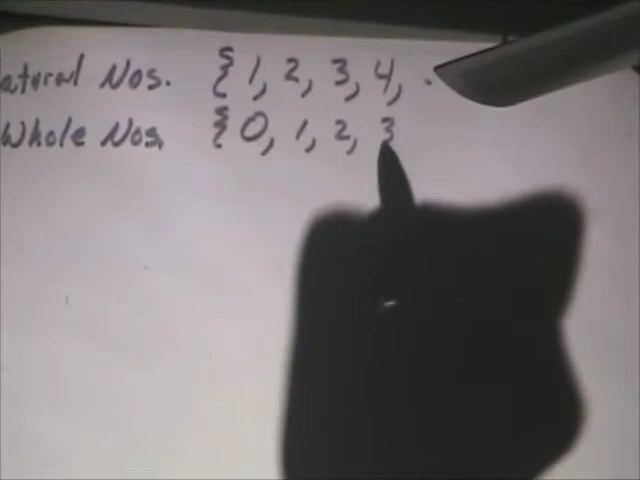 atural Nos. { 1, 2, 3, 4, .
Whole Nos. { 0, 1, 2, 3